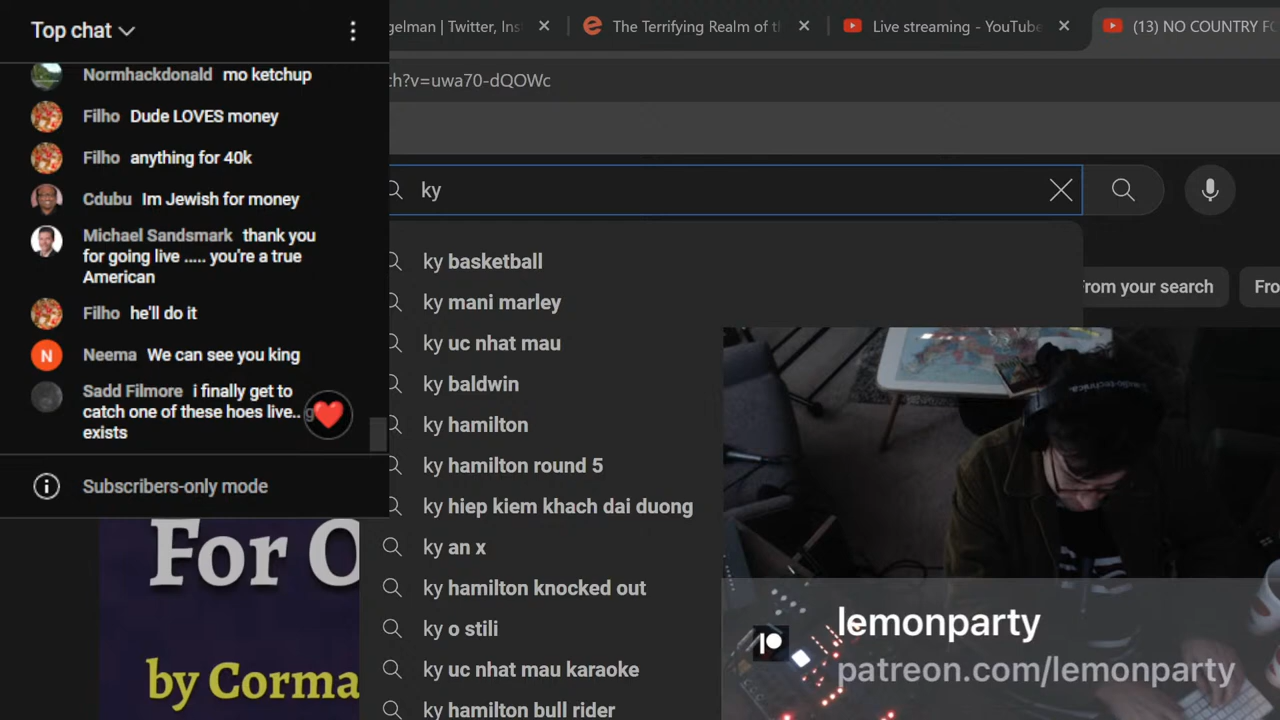 Top chat
Normhackdonald mo ketchup
Filho Dude LOVES money
Filho anything for 40k
Cdubu Im Jewish for money
Michael Sandsmark thank you
for going live ..... you're a true
American
Filho he'll do it
N Neema We can see you king
Sadd Filmore i finally get to
catch one of these hoes live..
exists
Subscribers-only mode
gelman | Twitter, Ins
The Terrifying Realm of t
Live streaming - YouTube
(13) NO COUNTRY FO
ch?v=uwa70-dQOWc
ky
ky basketball
ky mani marley
ky uc nhat mau
ky baldwin
ky hamilton
ky hamilton round 5
ky hiep kiem khach dai duong
ky an x
ky hamilton knocked out
ky o stili
ky uc nhat mau karaoke
ky hamilton bull rider
From your search
Fro
For O
by Corma
audio-technica
lemonparty
patreon.com/lemonparty